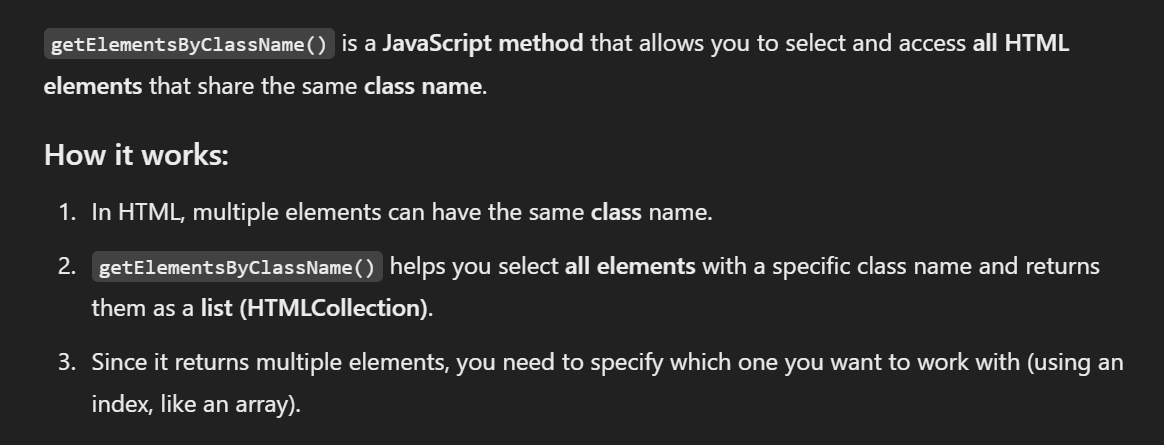 getElementsByClassName() is a JavaScript method that allows you to select and access all HTML
elements that share the same class name.
How it works:
1. In HTML, multiple elements can have the same class name.
2. getElementsByClassName() helps you select all elements with a specific class name and returns
them as a list (HTMLCollection).
3. Since it returns multiple elements, you need to specify which one you want to work with (using an
index, like an array).